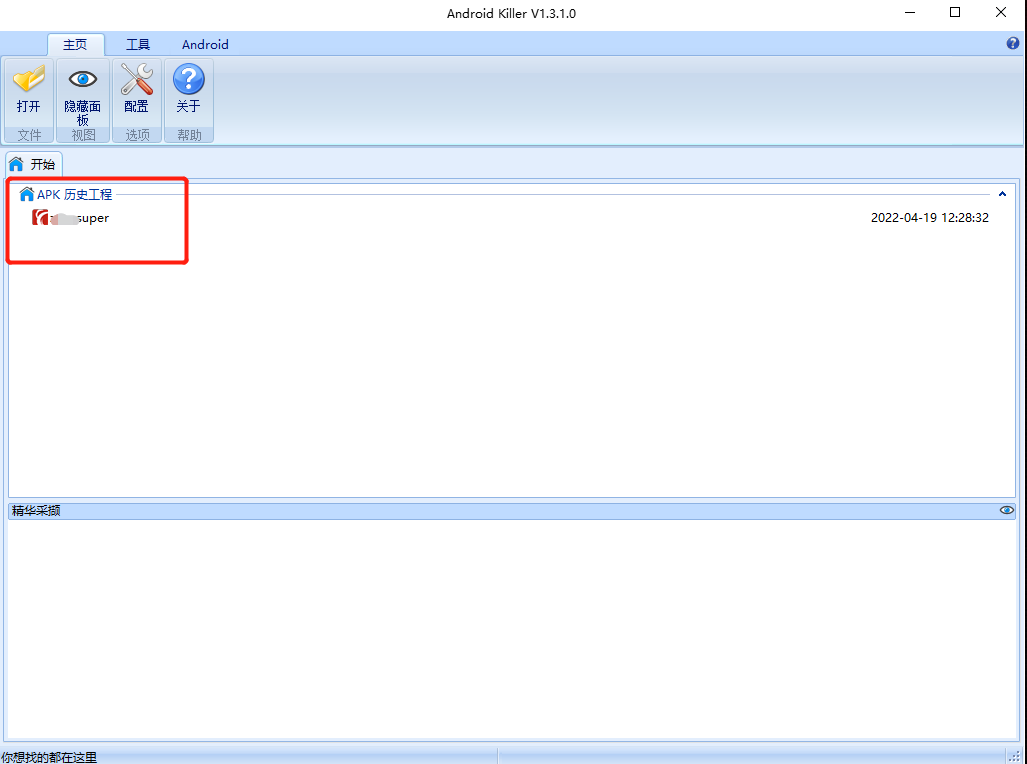 Android Killer V1.3.1.0
主页 工具 Android
打开 隐藏面板 配置 关于
文件 视图 选项 帮助
开始
APK 历史工程
super 2022-04-19 12:28:32
精华采撷
你想找的都在这里